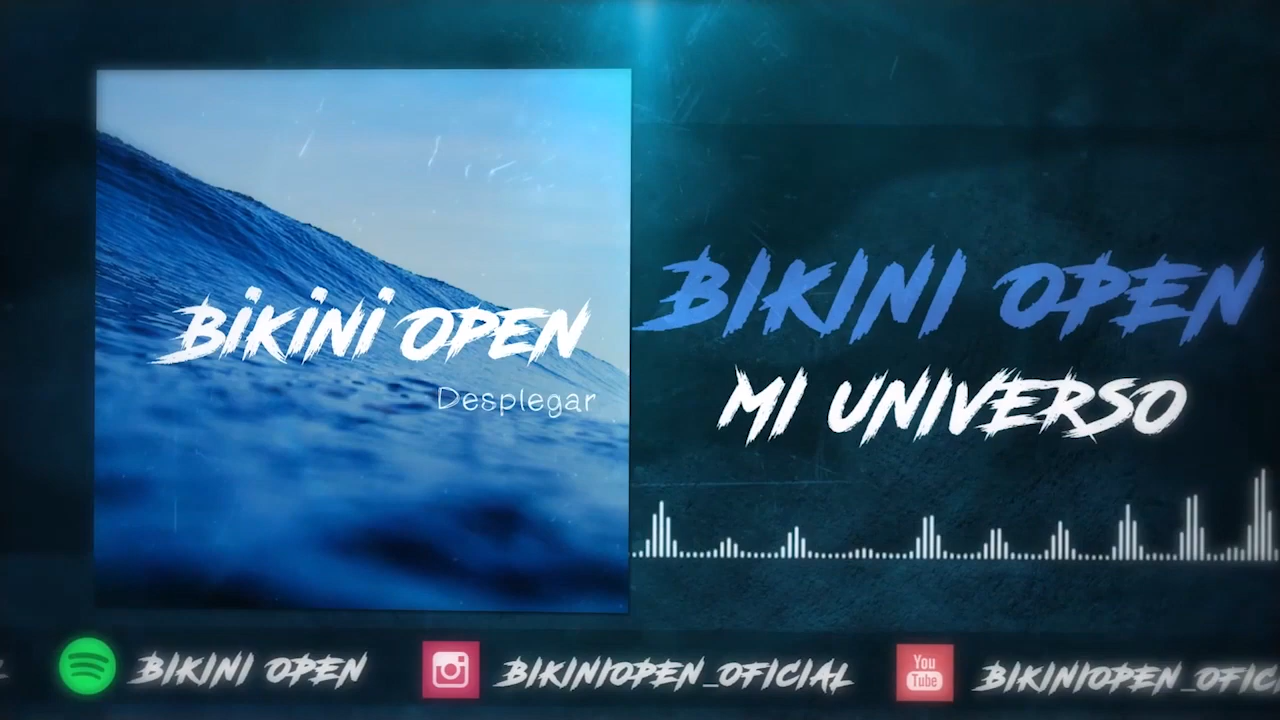 BIKINI OPEN
Desplegar
BIKINI OPEN
MI UNIVERSO
BIKINI OPEN
BIKINIOPEN_OFICIAL
You
Tube